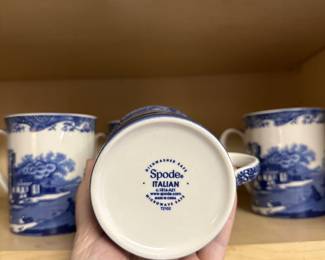 DISHWASHER SAFE
Spode®
ITALIAN
www.spode.com
MADE IN CHINA
MICROWAVE SAFE